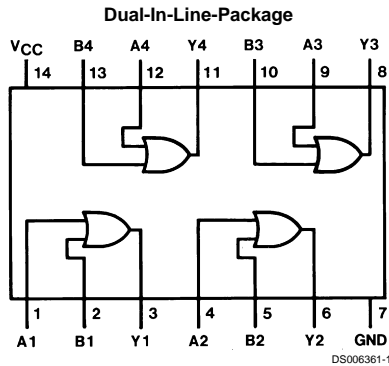 Dual-In-Line-Package
VCC B4 A4 Y4 B3 A3 Y3
14 13 12 11 10 9 8
1 2 3 4 5 6 7
A1 B1 Y1 A2 B2 Y2 GND
DS006361-1